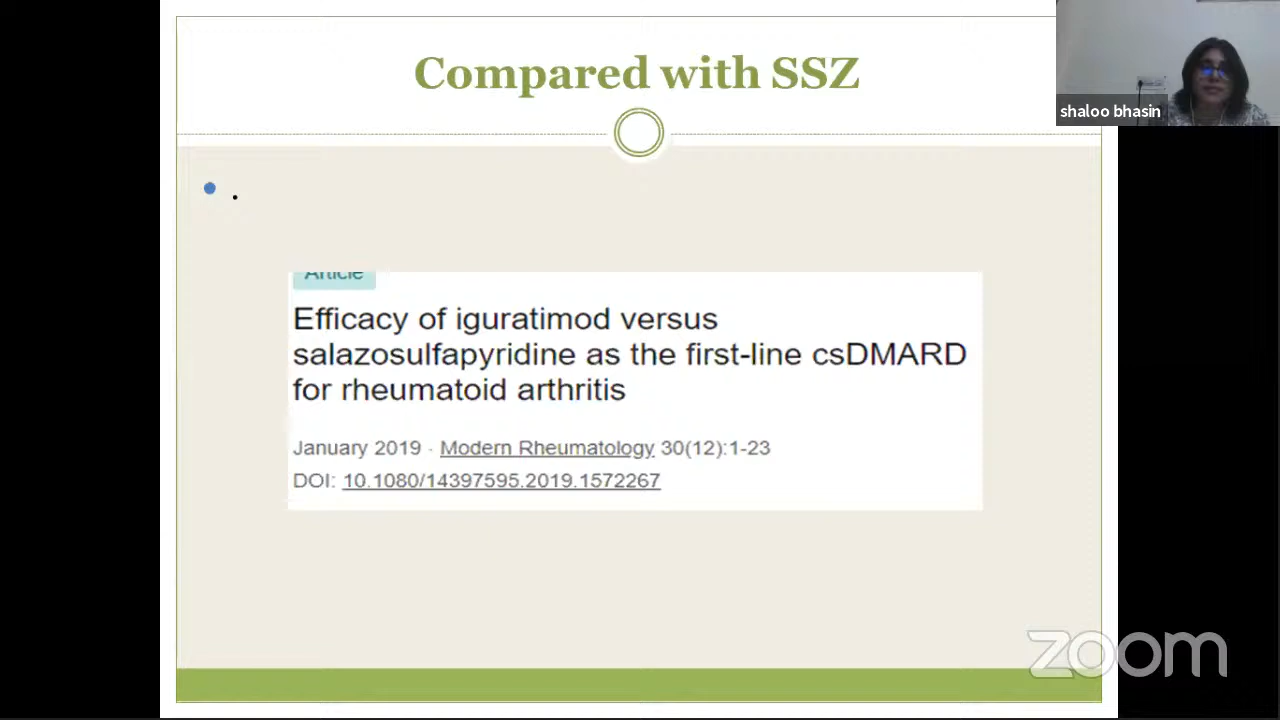 Compared with SSZ
shaloo bhasin
.
Article
Efficacy of iguratimod versus
salazosulfapyridine as the first-line csDMARD
for rheumatoid arthritis
January 2019 · Modern Rheumatology 30(12):1-23
DOI: 10.1080/14397595.2019.1572267
zoom